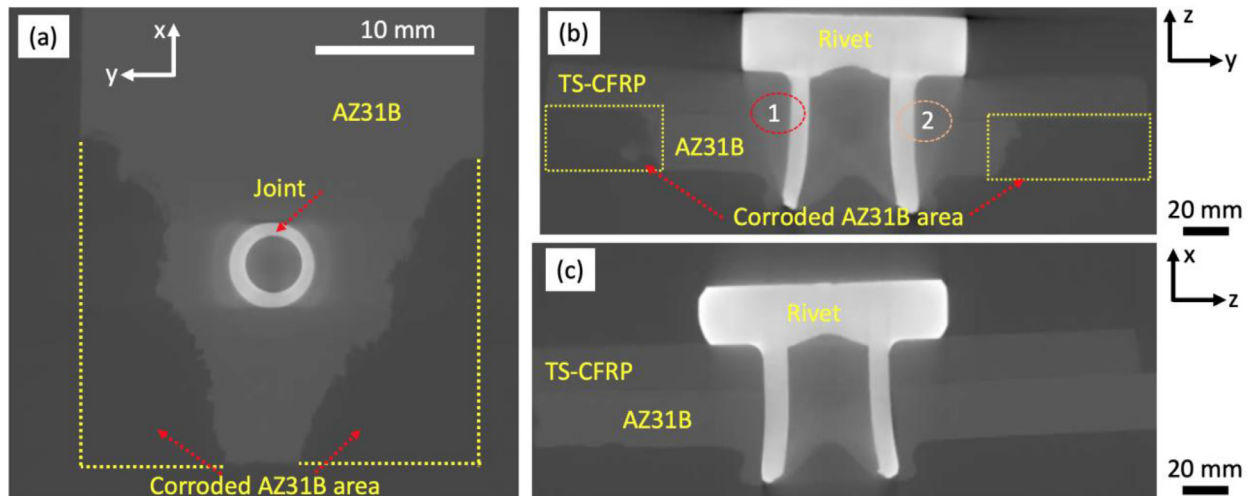 (a)
x
y
10 mm
AZ31B
Joint
Corroded AZ31B area
(b)
Rivet
TS-CFRP
1
2
AZ31B
Corroded AZ31B area
z
y
20 mm
(c)
Rivet
TS-CFRP
AZ31B
x
z
20 mm